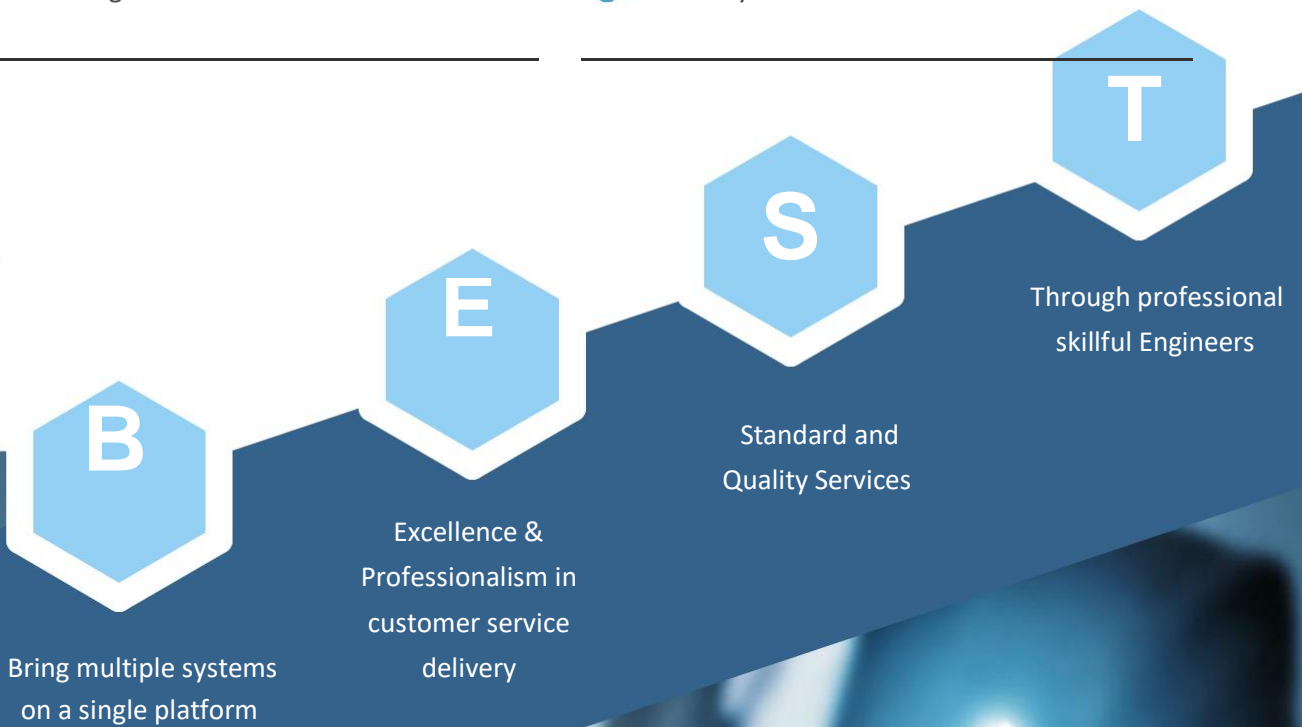 B
Bring multiple systems
on a single platform
E
Excellence &
Professionalism in
customer service
delivery
S
Standard and
Quality Services
T
Through professional
skillful Engineers